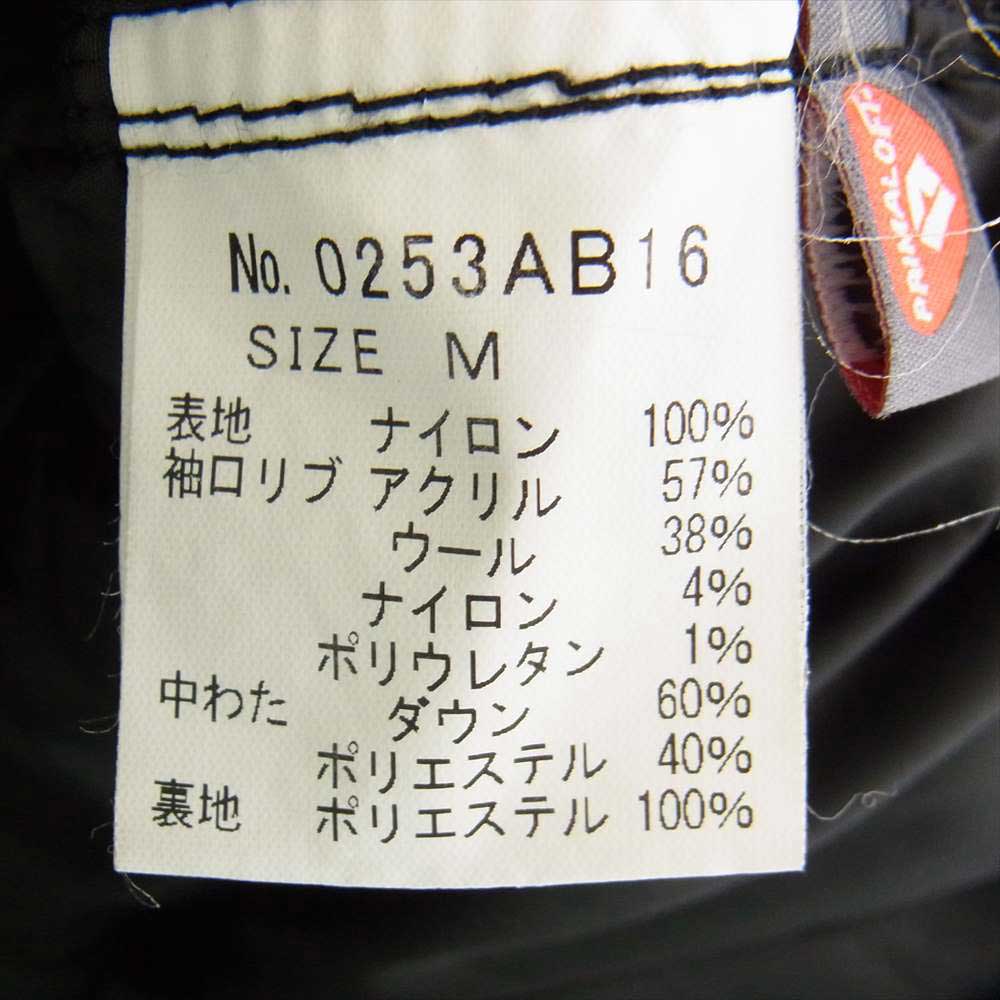 No. 0253AB16
SIZE M
表地 ナイロン 100%
袖口リブ アクリル 57%
ウール 38%
ナイロン 4%
ポリウレタン 1%
中わた ダウン 60%
ポリエステル 40%
裏地 ポリエステル 100%
PRIMALOFT